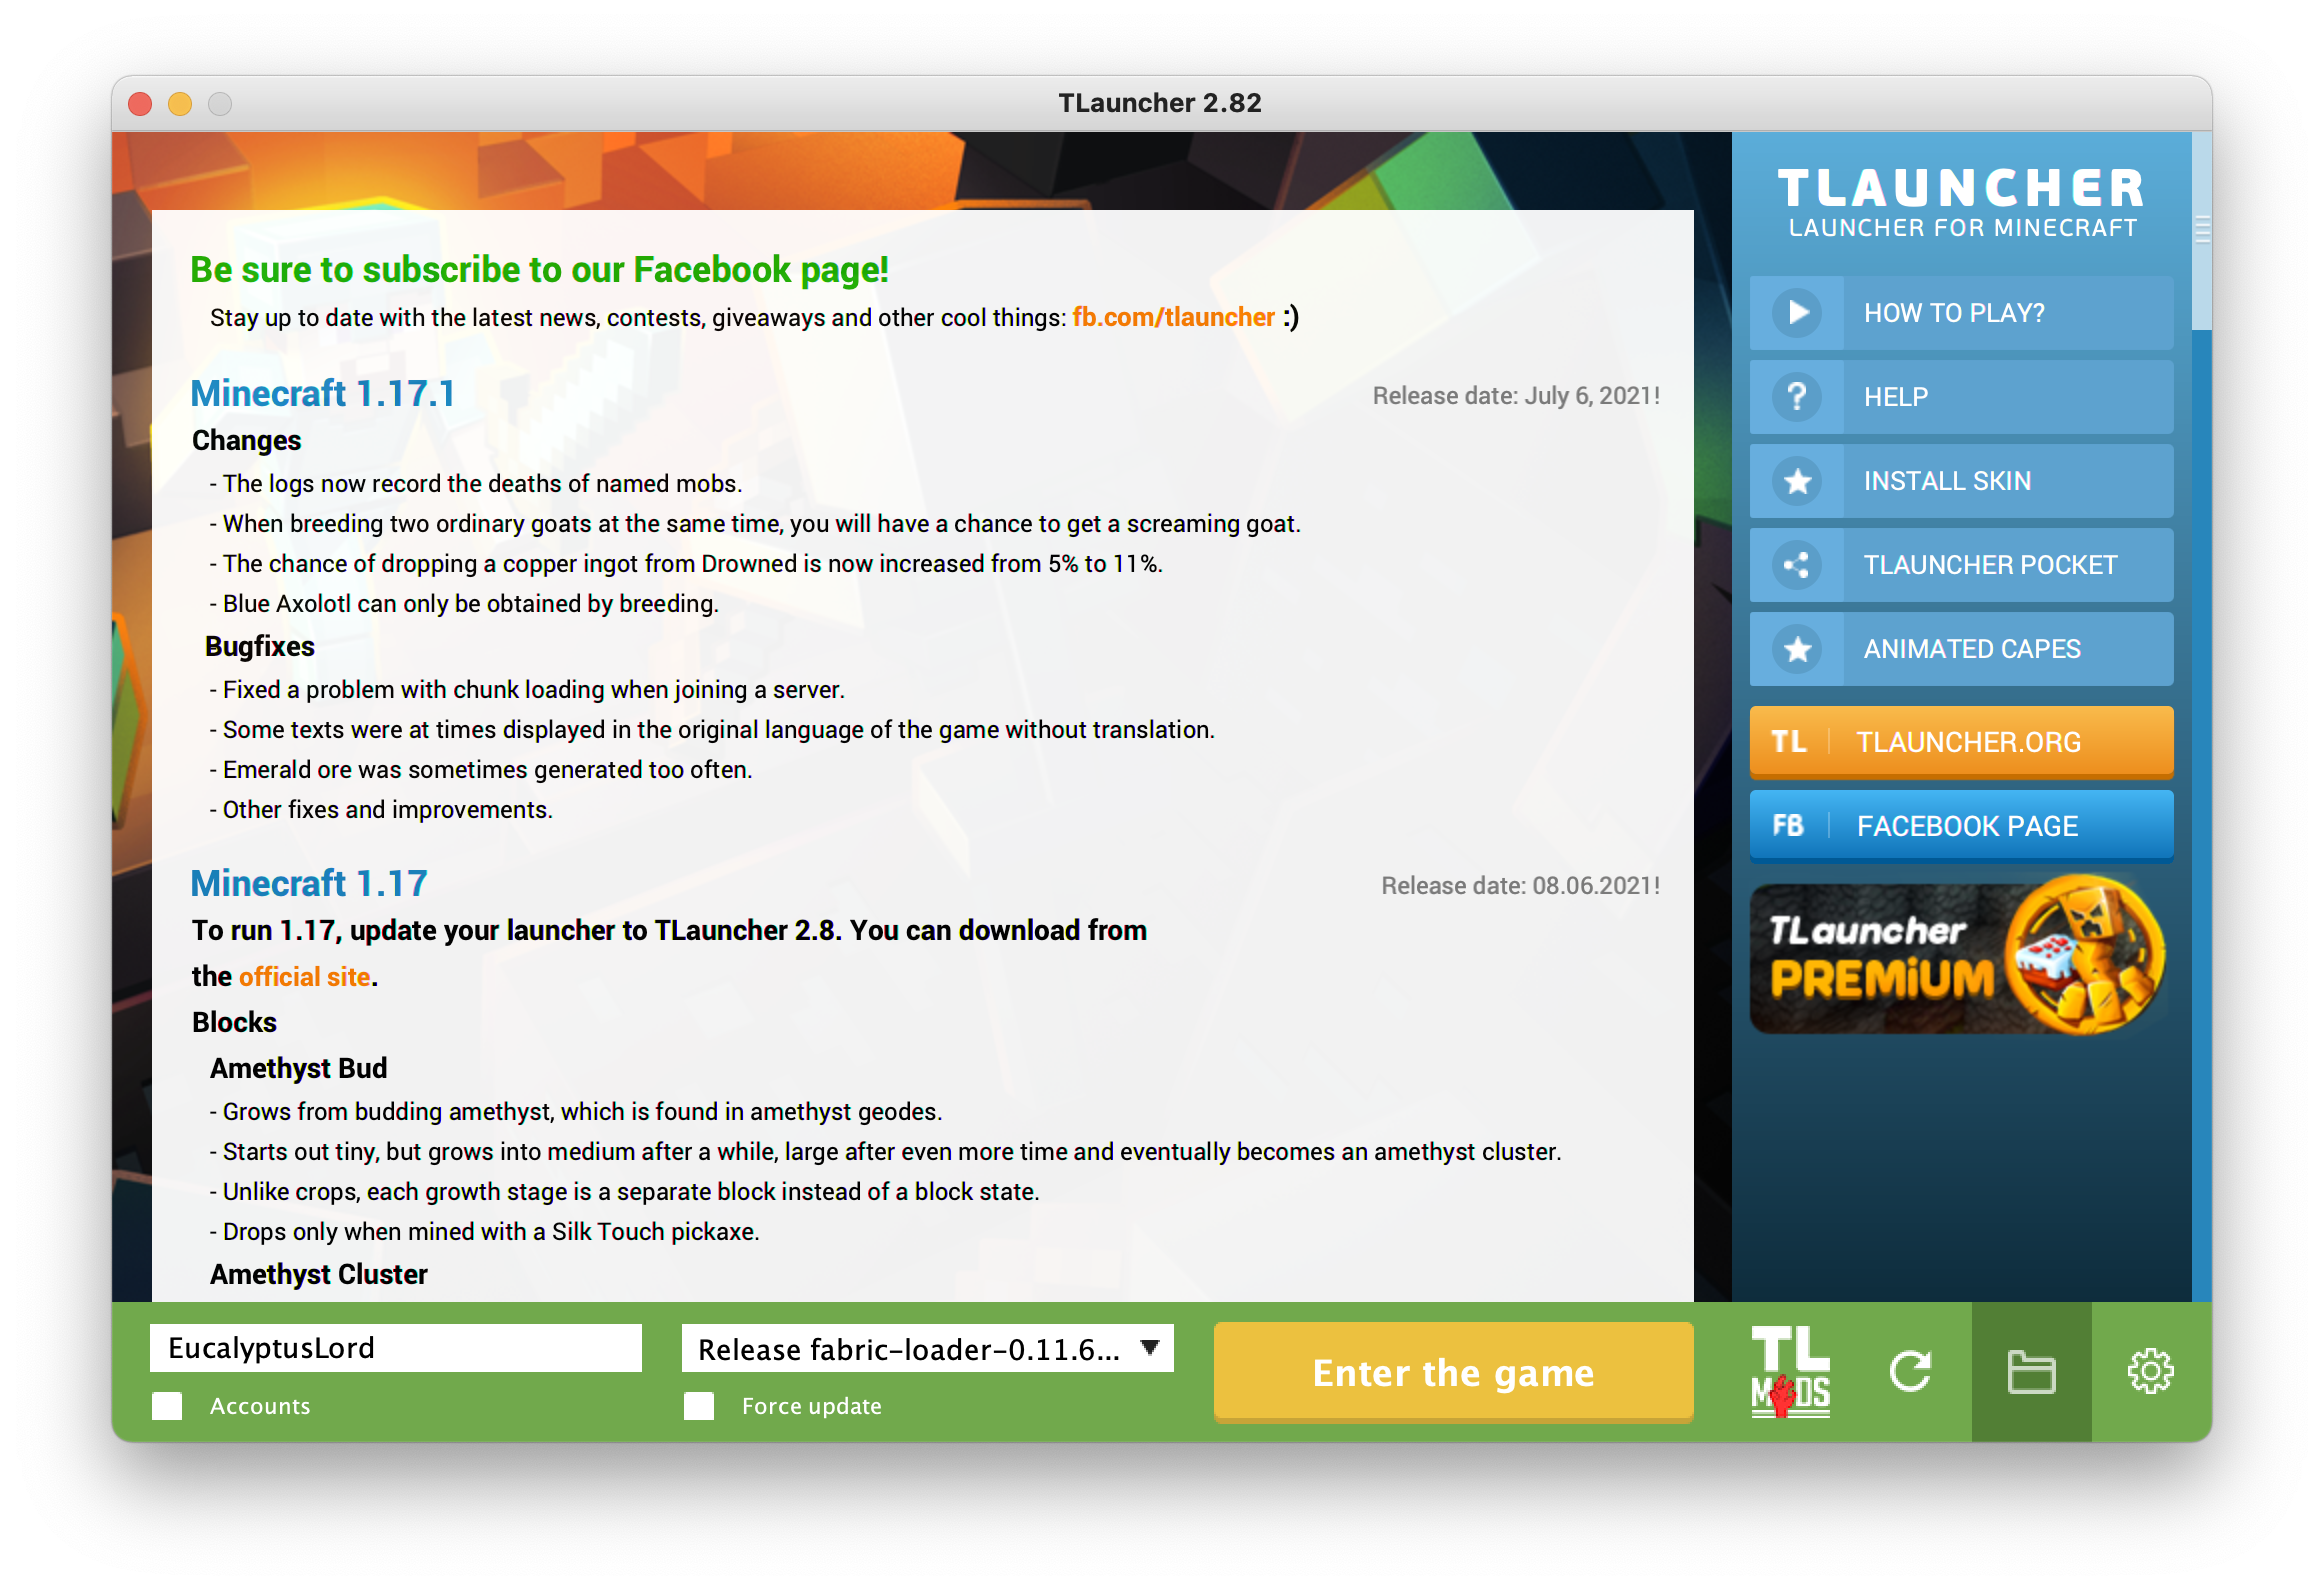 TLauncher 2.82
Be sure to subscribe to our Facebook page!
Stay up to date with the latest news, contests, giveaways and other cool things: fb.com/tlauncher :)
Minecraft 1.17.1
Release date: July 6, 2021!
Changes
- The logs now record the deaths of named mobs.
- When breeding two ordinary goats at the same time, you will have a chance to get a screaming goat.
- The chance of dropping a copper ingot from Drowned is now increased from 5% to 11%.
- Blue Axolotl can only be obtained by breeding.
Bugfixes
- Fixed a problem with chunk loading when joining a server.
- Some texts were at times displayed in the original language of the game without translation.
- Emerald ore was sometimes generated too often.
- Other fixes and improvements.
Minecraft 1.17
Release date: 08.06.2021!
To run 1.17, update your launcher to TLauncher 2.8. You can download from
the official site.
Blocks
Amethyst Bud
- Grows from budding amethyst, which is found in amethyst geodes.
- Starts out tiny, but grows into medium after a while, large after even more time and eventually becomes an amethyst cluster.
- Unlike crops, each growth stage is a separate block instead of a block state.
- Drops only when mined with a Silk Touch pickaxe.
Amethyst Cluster
TLAUNCHER
LAUNCHER FOR MINECRAFT
HOW TO PLAY?
? HELP
INSTALL SKIN
TLAUNCHER POCKET
ANIMATED CAPES
TL TLAUNCHER.ORG
FB FACEBOOK PAGE
TLauncher
PREMiUM
EucalyptusLord
Accounts
Release fabric-loader-0.11.6...
Force update
Enter the game
TL
MODS